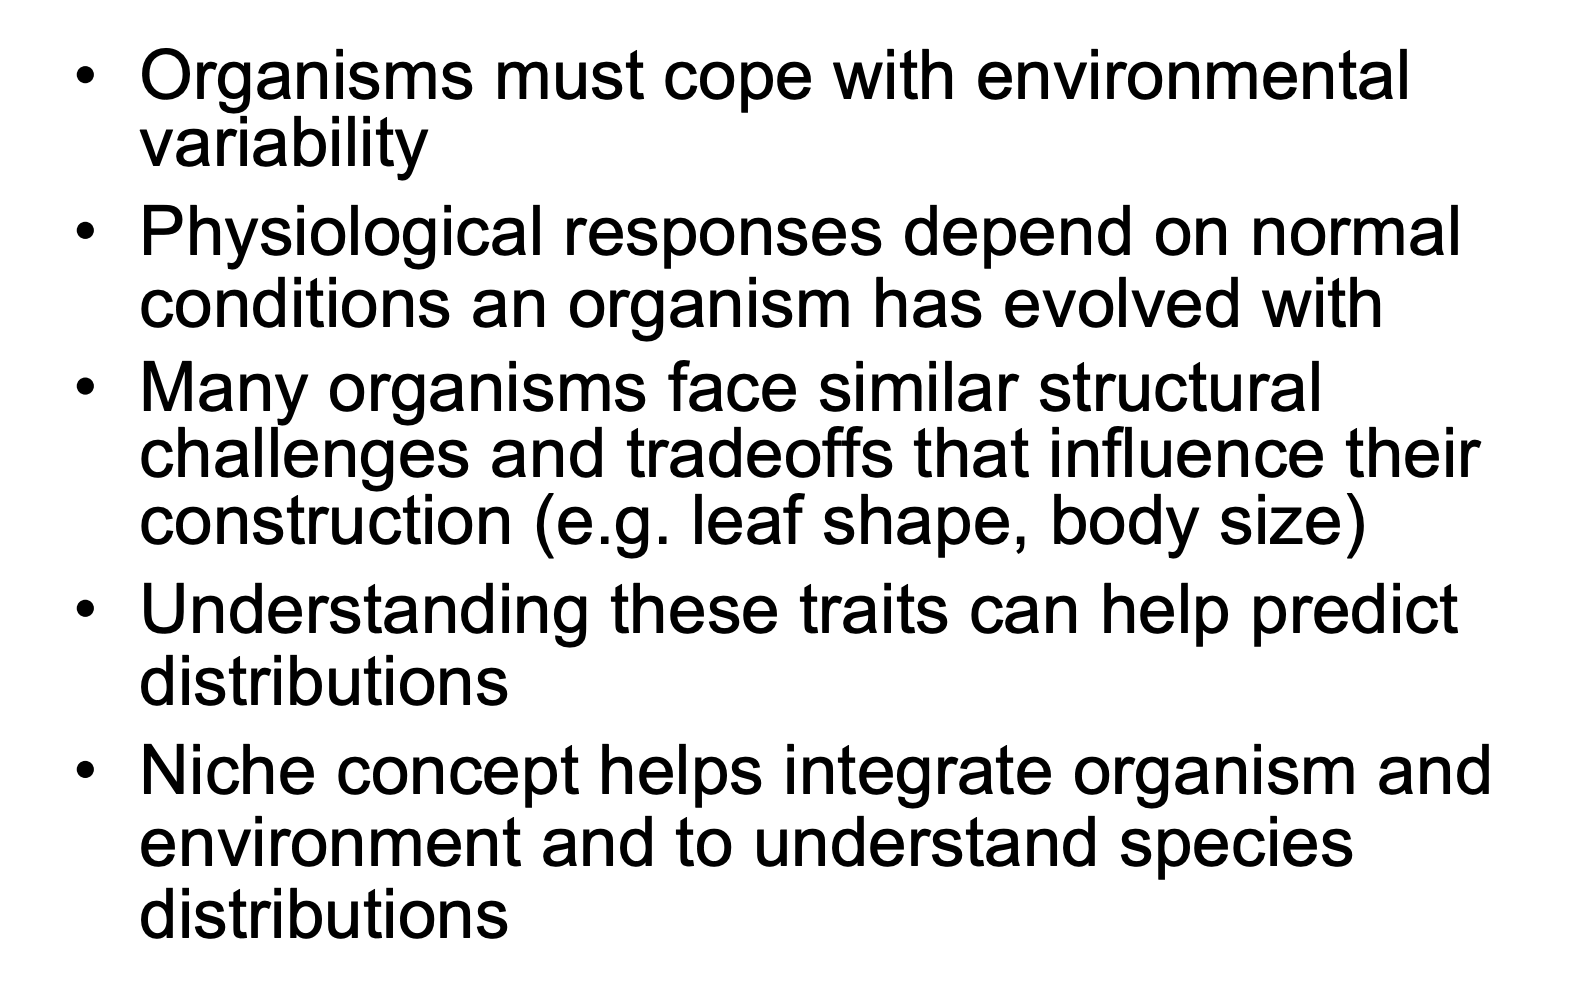 • Organisms must cope with environmental
variability
• Physiological responses depend on normal
conditions an organism has evolved with
• Many organisms face similar structural
challenges and tradeoffs that influence their
construction (e.g. leaf shape, body size)
• Understanding these traits can help predict
distributions
• Niche concept helps integrate organism and
environment and to understand species
distributions